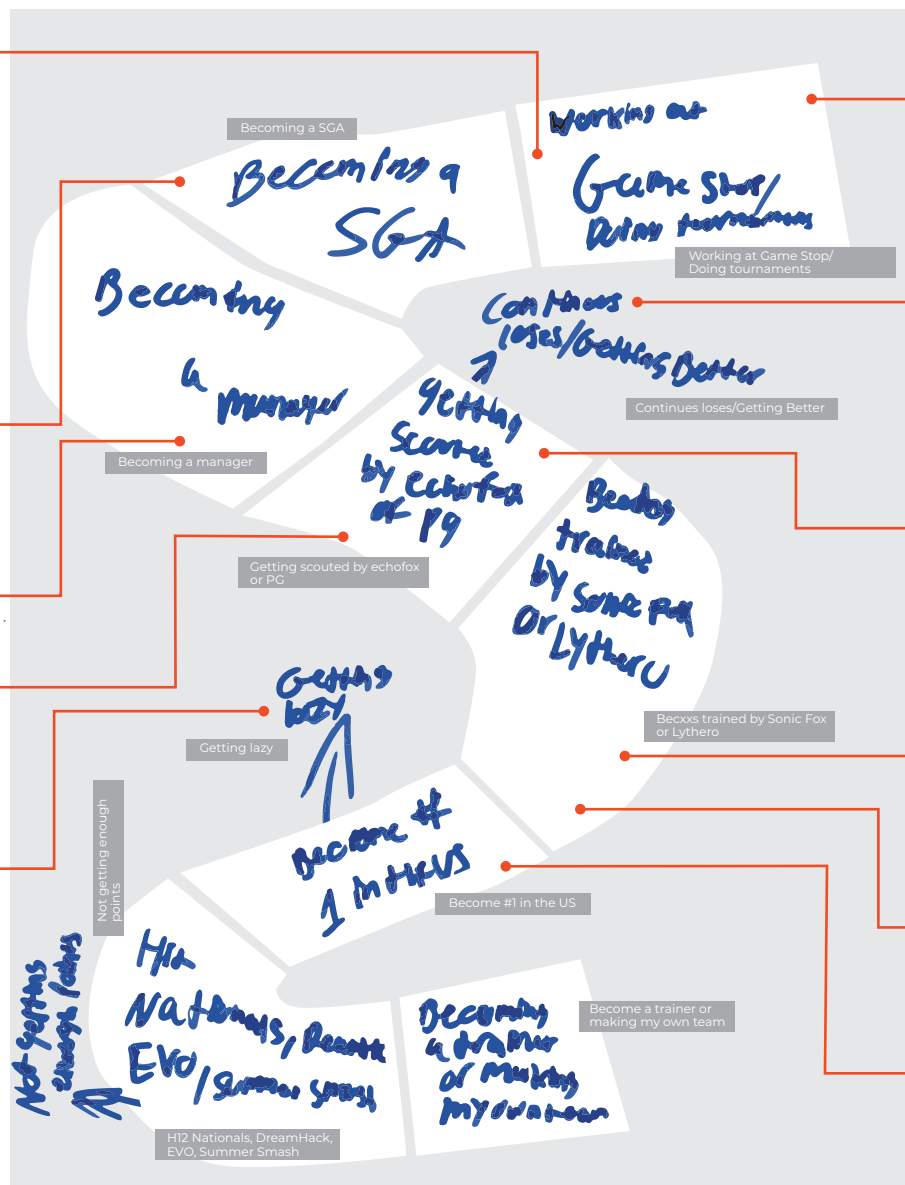 Becoming a SGA
Becoming a
SGA
Working at
Game Stop/
Doing tournaments
Working at Game Stop/
Doing tournaments
Becoming
a
manager
Becoming a manager
Continues
loses/Getting Better
Continues loses/Getting Better
getting
scouted
by echofox
or pg
Getting scouted by echofox
or PG
trained
by sonic fox
Or Lythero
Becxxs trained by Sonic Fox
or Lythero
Getting
lazy
Getting lazy
Become #
1 in the US
Become #1 in the US
Not getting enough
points
Not getting
enough points
Nationals,
EVO/Summer smash
H12 Nationals, DreamHack,
EVO, Summer Smash
Becoming
a trainer
or making
my own team
Become a trainer or
making my own team